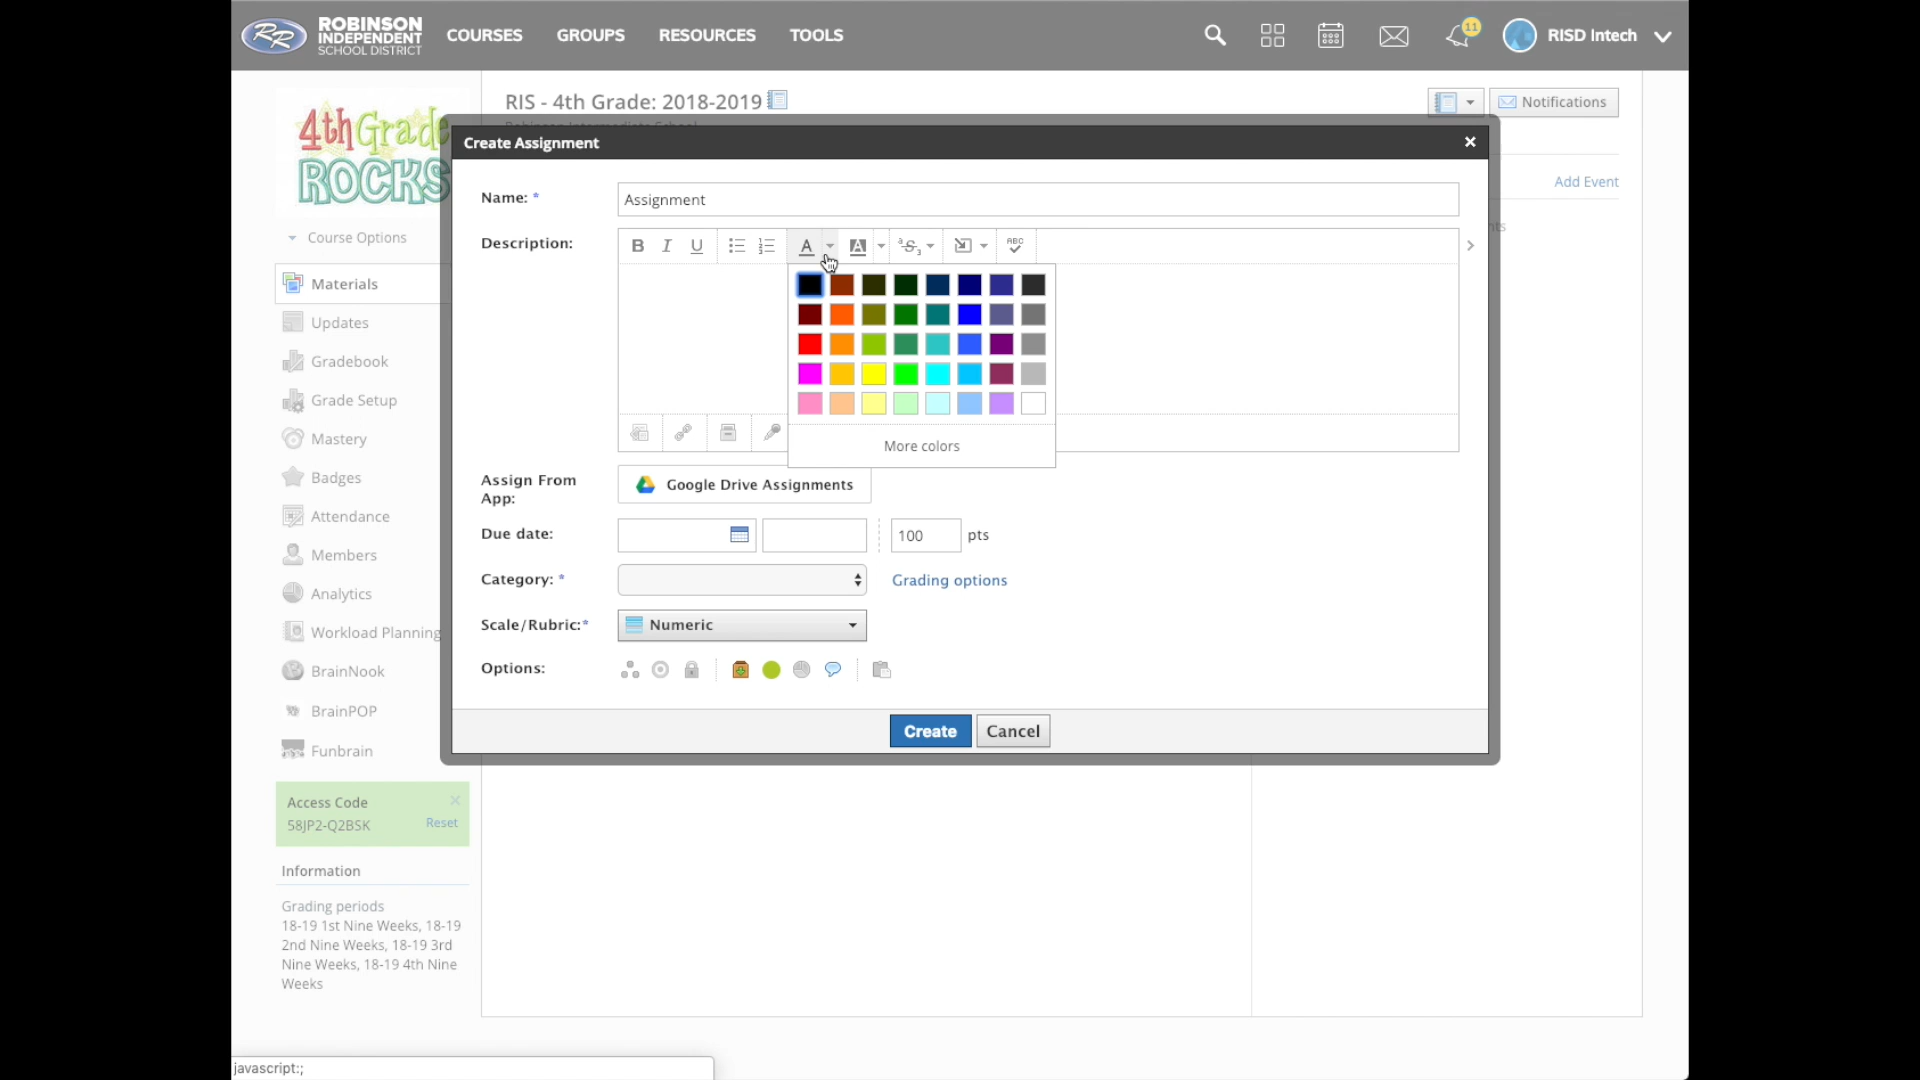 ROBINSON
INDEPENDENT
SCHOOL DISTRICT
RR
COURSES
GROUPS
RESOURCES
TOOLS
11
RISD Intech
4th Grade
ROCKS
RIS - 4th Grade: 2018-2019
Notifications
Add Event
Course Options
Materials
Updates
Gradebook
Grade Setup
Mastery
Badges
Attendance
Members
Analytics
Workload Planning
BrainNook
BrainPOP
Funbrain
Access Code
58JP2-Q2BSK
Reset
Information
Grading periods
18-19 1st Nine Weeks, 18-19
2nd Nine Weeks, 18-19 3rd
Nine Weeks, 18-19 4th Nine
Weeks
Create Assignment
Name: *
Assignment
Description:
B I U
A
A
S
ABC
More colors
Assign From
App:
Google Drive Assignments
Due date:
100
pts
Category: *
Grading options
Scale/Rubric:*
Numeric
Options:
Create
Cancel
javascript:;